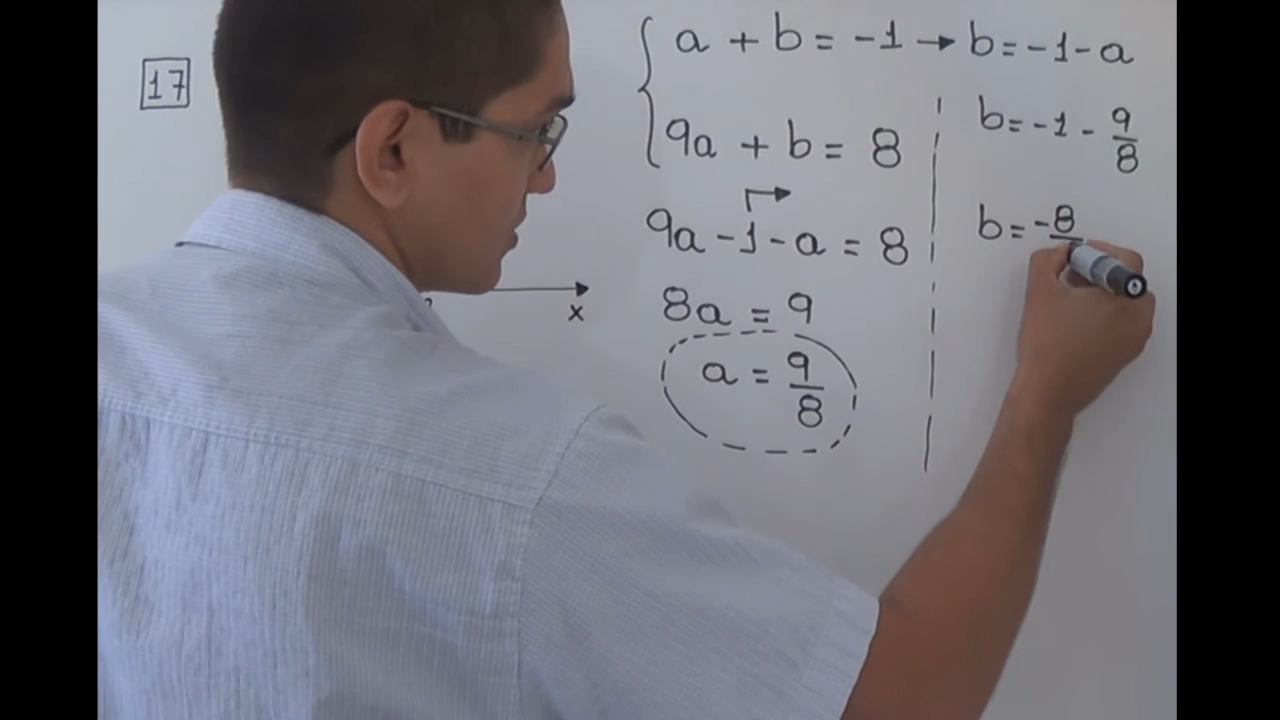 17
a + b = -1 → b = -1 - a
9a + b = 8
9a - 1 - a = 8
8a = 9
a = 9/8
b = -1 - 9/8
b = -8
x